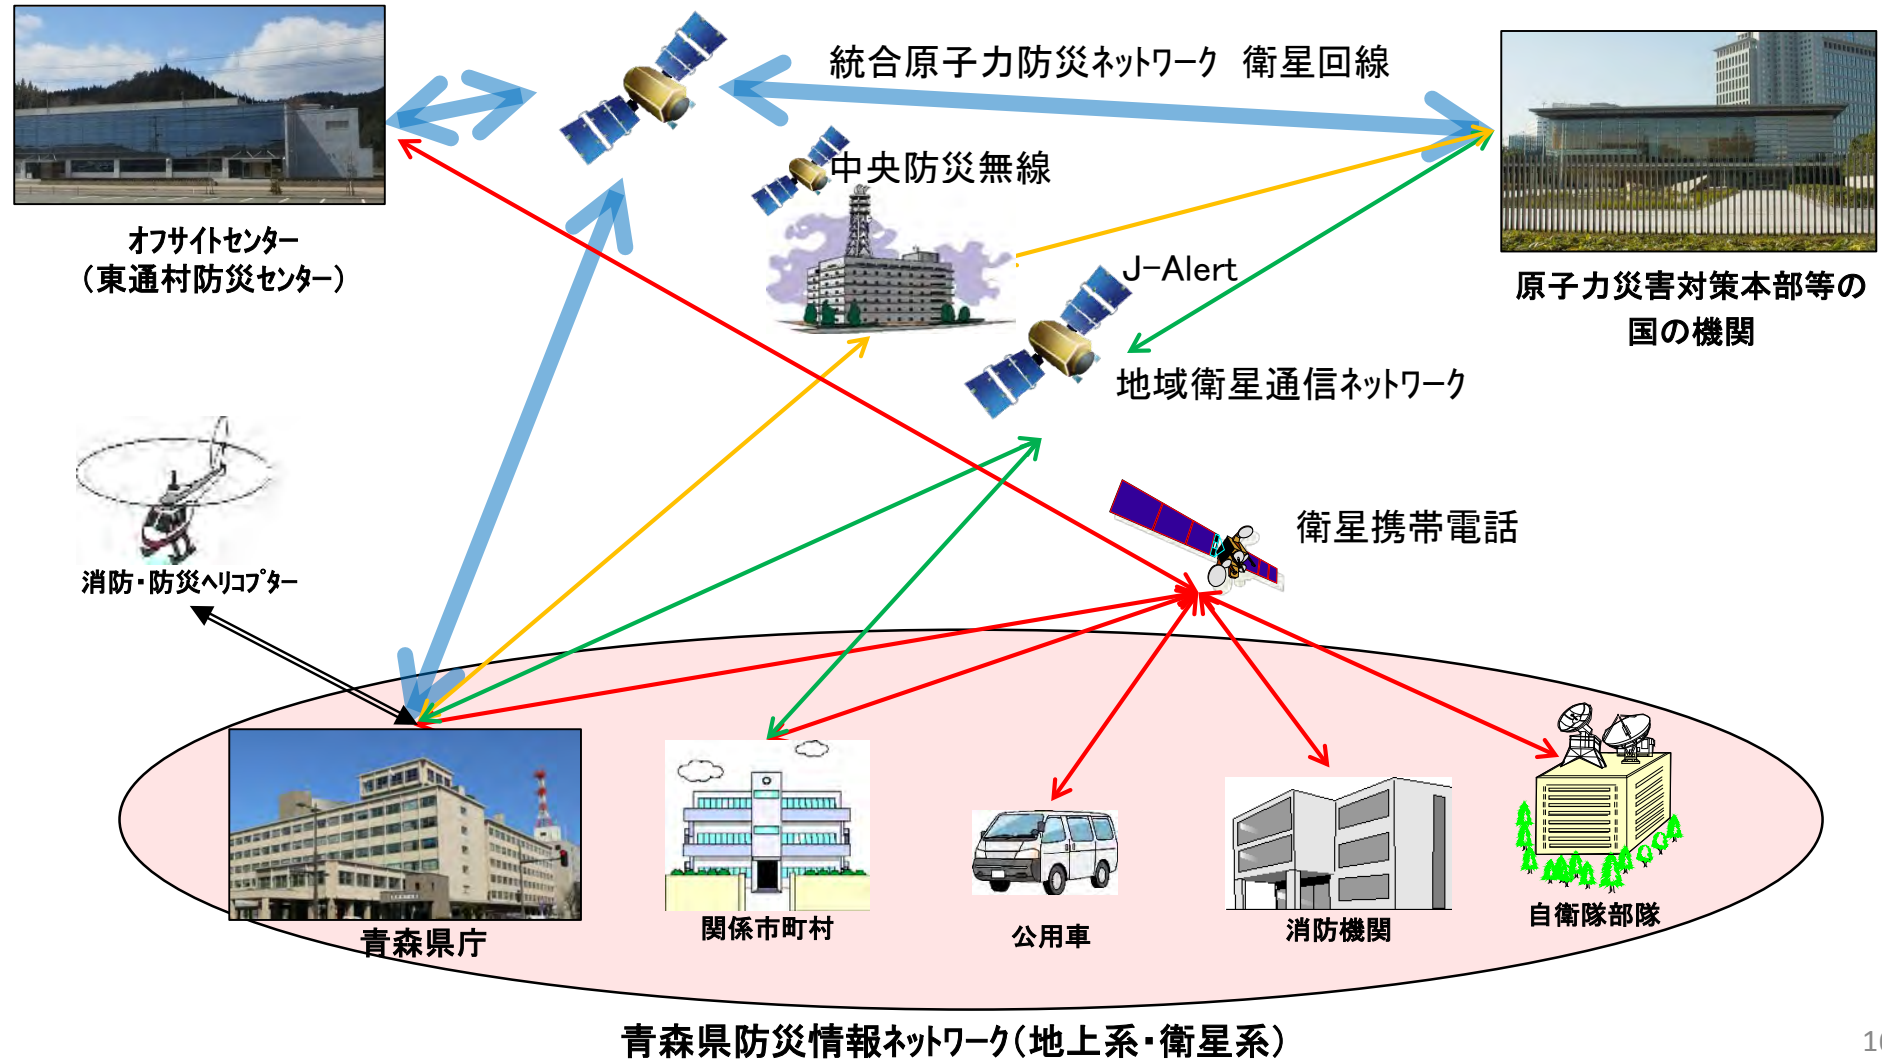 統合原子力防災ネットワーク　衛星回線
中央防災無線
オフサイトセンター
（東通村防災センター）
J-Alert
原子力災害対策本部等の
国の機関
地域衛星通信ネットワーク
衛星携帯電話
消防・防災ヘリコプター
青森県庁
関係市町村
公用車
消防機関
自衛隊部隊
青森県防災情報ネットワーク（地上系・衛星系）